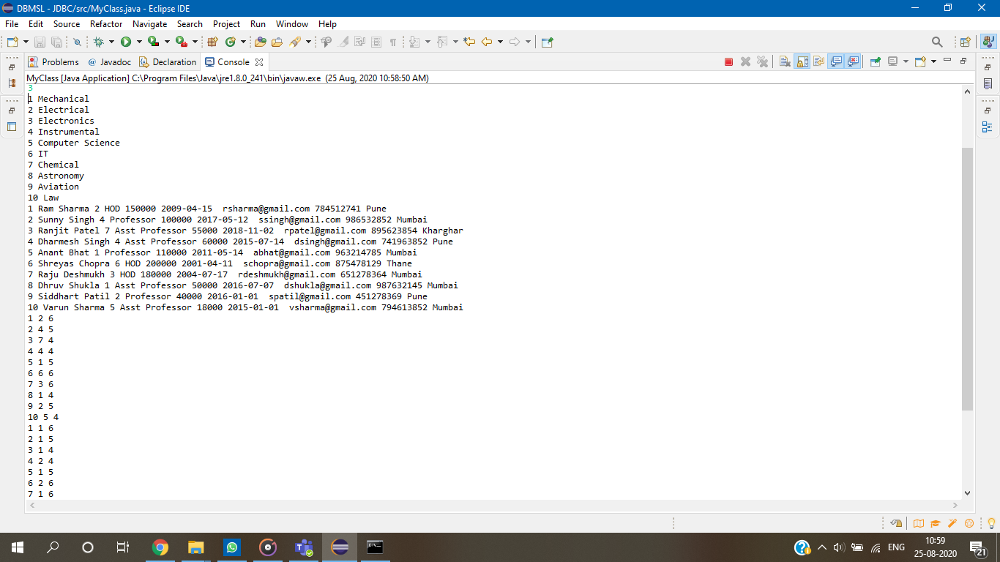 DBMSL - JDBC/src/MyClass.java - Eclipse IDE
File Edit Source Refactor Navigate Search Project Run Window Help
Problems @ Javadoc Declaration Console
MyClass [Java Application] C:\Program Files\Java\jre1.8.0_241\bin\javaw.exe (25 Aug, 2020 10:58:50 AM)
3
1 Mechanical
2 Electrical
3 Electronics
4 Instrumental
5 Computer Science
6 IT
7 Chemical
8 Astronomy
9 Aviation
10 Law
1 Ram Sharma 2 HOD 150000 2009-04-15  rsharma@gmail.com 784512741 Pune
2 Sunny Singh 4 Professor 100000 2017-05-12  ssingh@gmail.com 986532852 Mumbai
3 Ranjit Patel 7 Asst Professor 55000 2018-11-02  rpatel@gmail.com 895623854 Kharghar
4 Dharmesh Singh 4 Asst Professor 60000 2015-07-14  dsingh@gmail.com 741963852 Pune
5 Anant Bhat 1 Professor 110000 2011-05-14  abhat@gmail.com 963214785 Mumbai
6 Shreyas Chopra 6 HOD 200000 2001-04-11  schopra@gmail.com 875478129 Thane
7 Raju Deshmukh 3 HOD 180000 2004-07-17  rdeshmukh@gmail.com 651278364 Mumbai
8 Dhruv Shukla 1 Asst Professor 50000 2016-07-07  dshukla@gmail.com 987632145 Mumbai
9 Siddhart Patil 2 Professor 40000 2016-01-01  spatil@gmail.com 451278369 Pune
10 Varun Sharma 5 Asst Professor 18000 2015-01-01  vsharma@gmail.com 794613852 Mumbai
1 2 6
2 4 5
3 7 4
4 4 4
5 1 5
6 6 6
7 3 6
8 1 4
9 2 5
10 5 4
1 1 6
2 1 5
3 1 4
4 2 4
5 1 5
6 2 6
7 1 6
ENG
10:59
25-08-2020
21